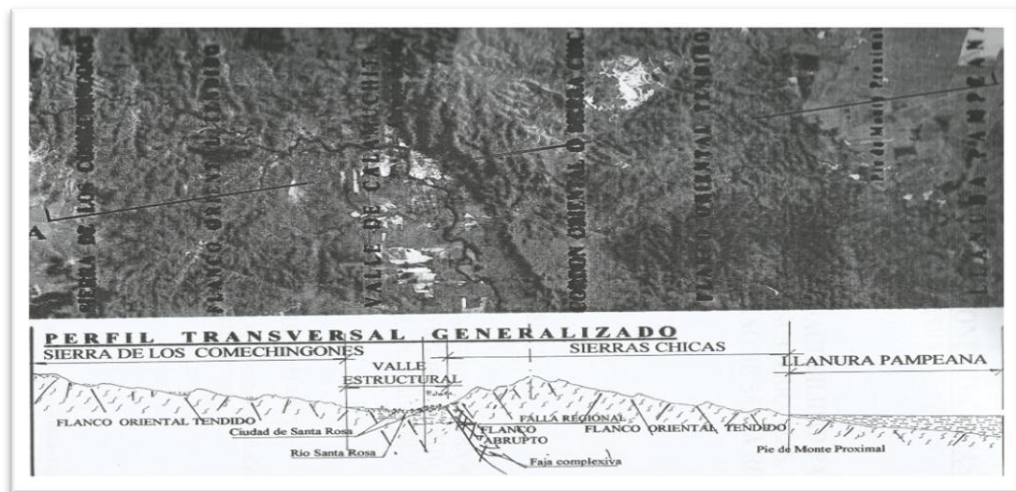 A
SIERRA DE LOS COMECHINGONES
FLANCO ORIENTAL TENDIDO
VALLE DE CALAMUCHITA
CORDON ORIENTAL O SIERRA CHICA
FLANCO ORIENTAL TENDIDO
Pie de Monte Proximal
LLANURA PAMPEANA
PERFIL TRANSVERSAL GENERALIZADO
SIERRA DE LOS COMECHINGONES
SIERRAS CHICAS
VALLE
ESTRUCTURAL
LLANURA PAMPEANA
FLANCO ORIENTAL TENDIDO
Ciudad de Santa Rosa
Río Santa Rosa
FALLA REGIONAL
FLANCO
ABRUPTO
FLANCO ORIENTAL TENDIDO
Faja complexiva
Pie de Monte Proximal